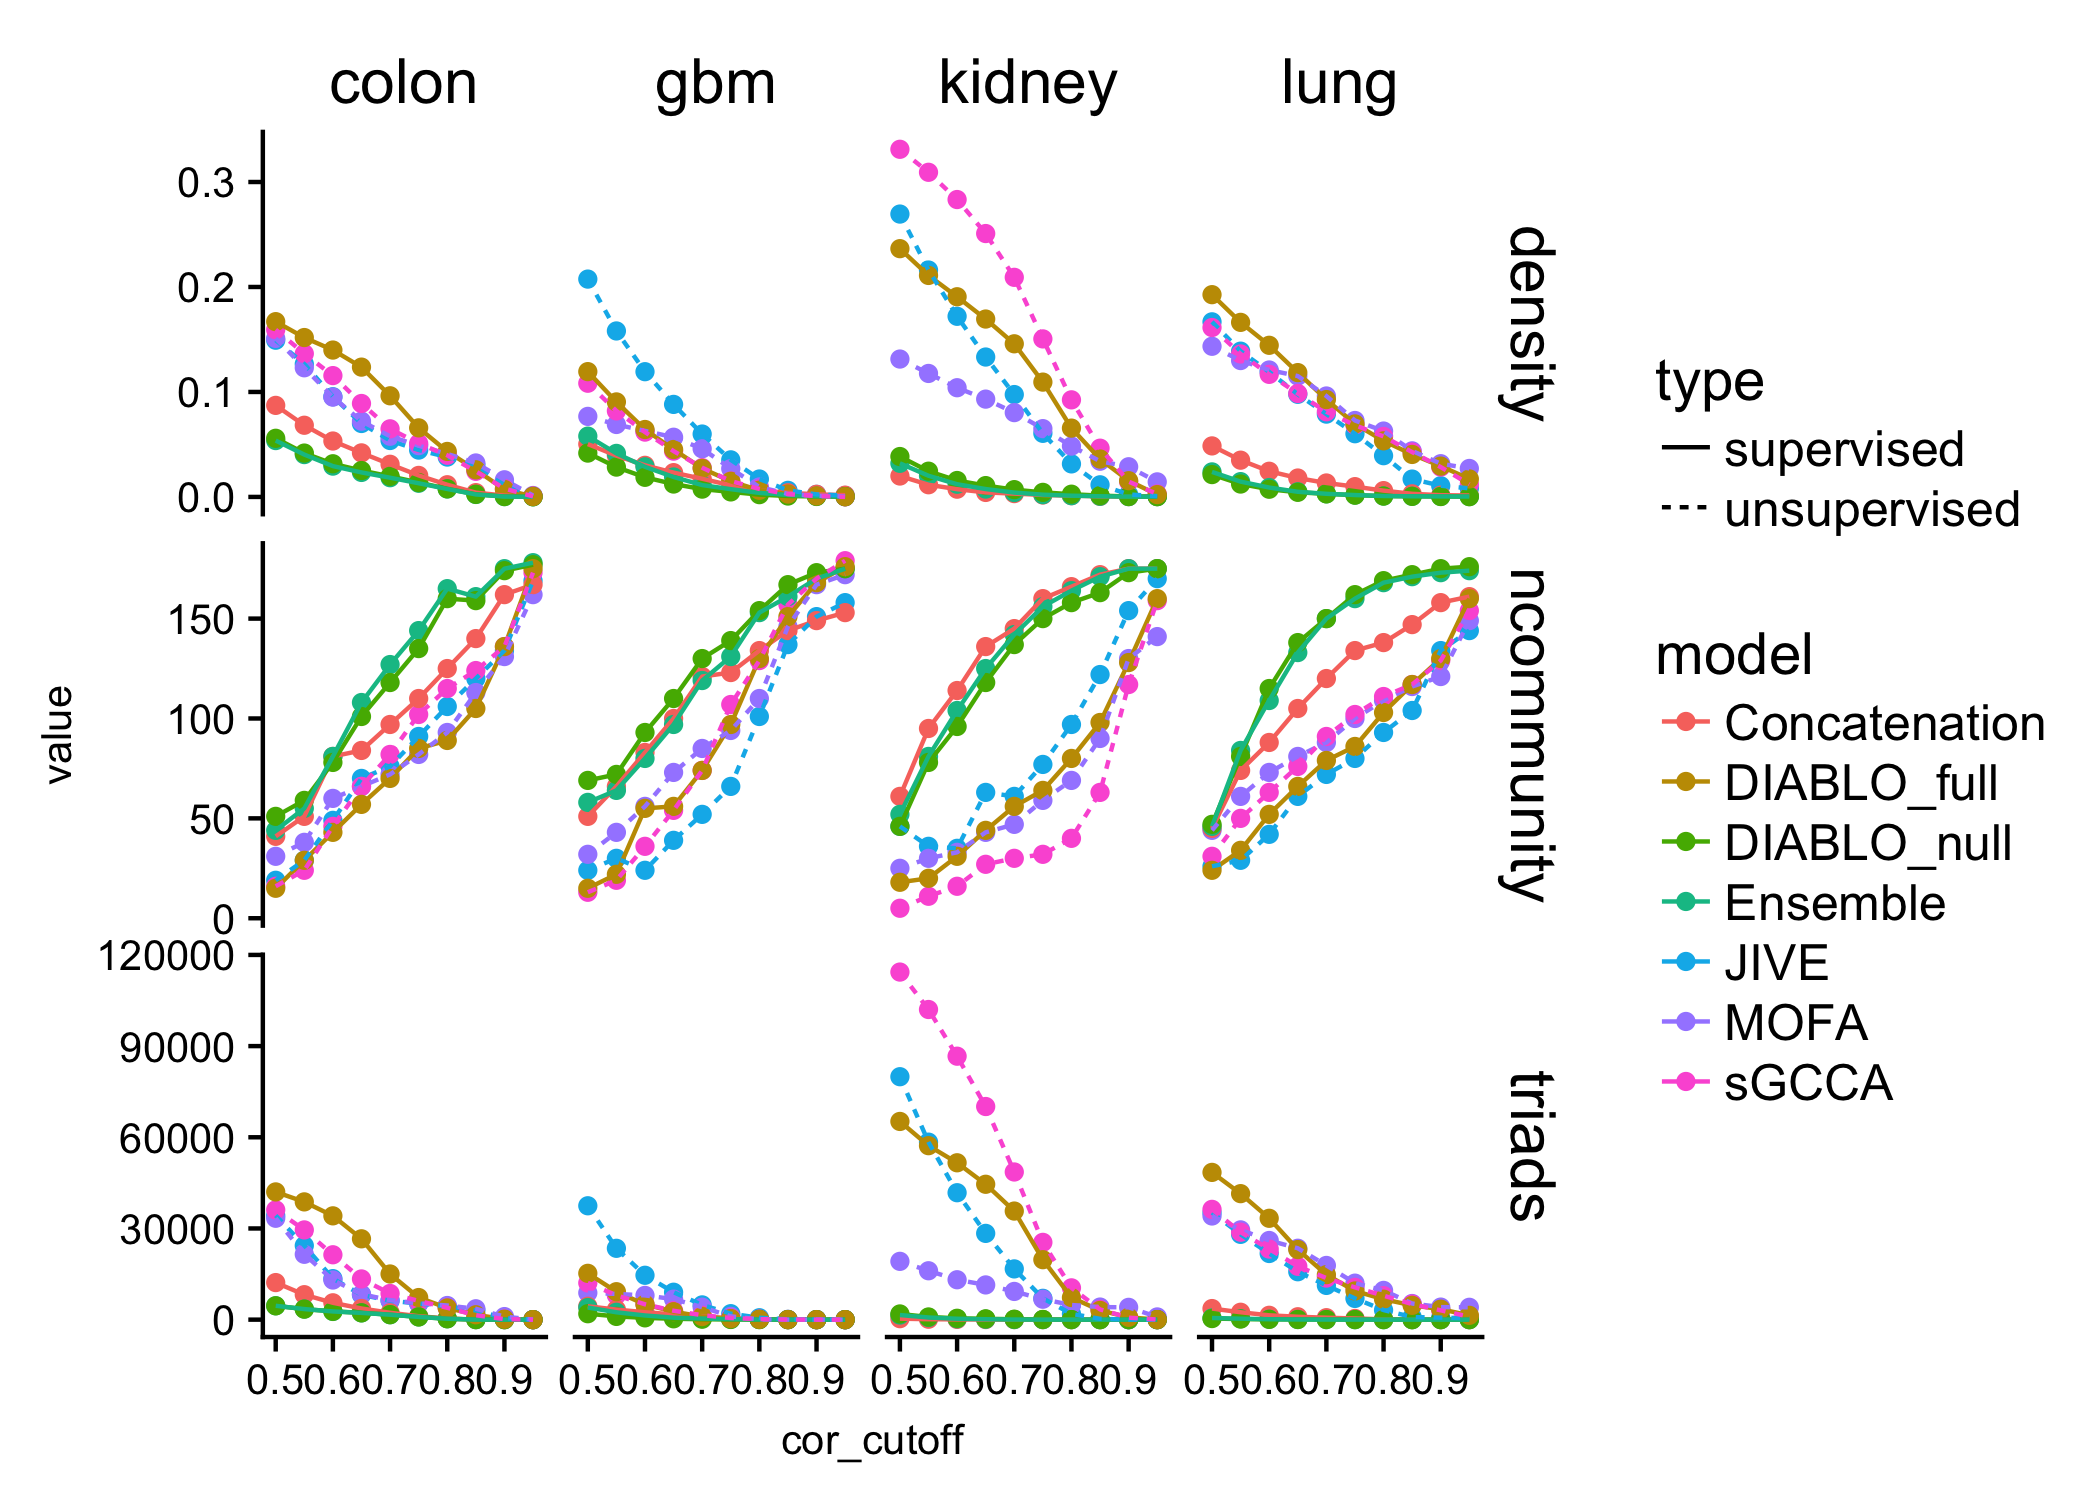 colon gbm kidney lung
0.3
0.2
0.1
0.0
density
150
100
50
0
ncommunity
120000
90000
60000
30000
0
triads
value
0.50.60.70.80.9 0.50.60.70.80.9 0.50.60.70.80.9 0.50.60.70.80.9
cor_cutoff
type
supervised
unsupervised
model
Concatenation
DIABLO_full
DIABLO_null
Ensemble
JIVE
MOFA
sGCCA